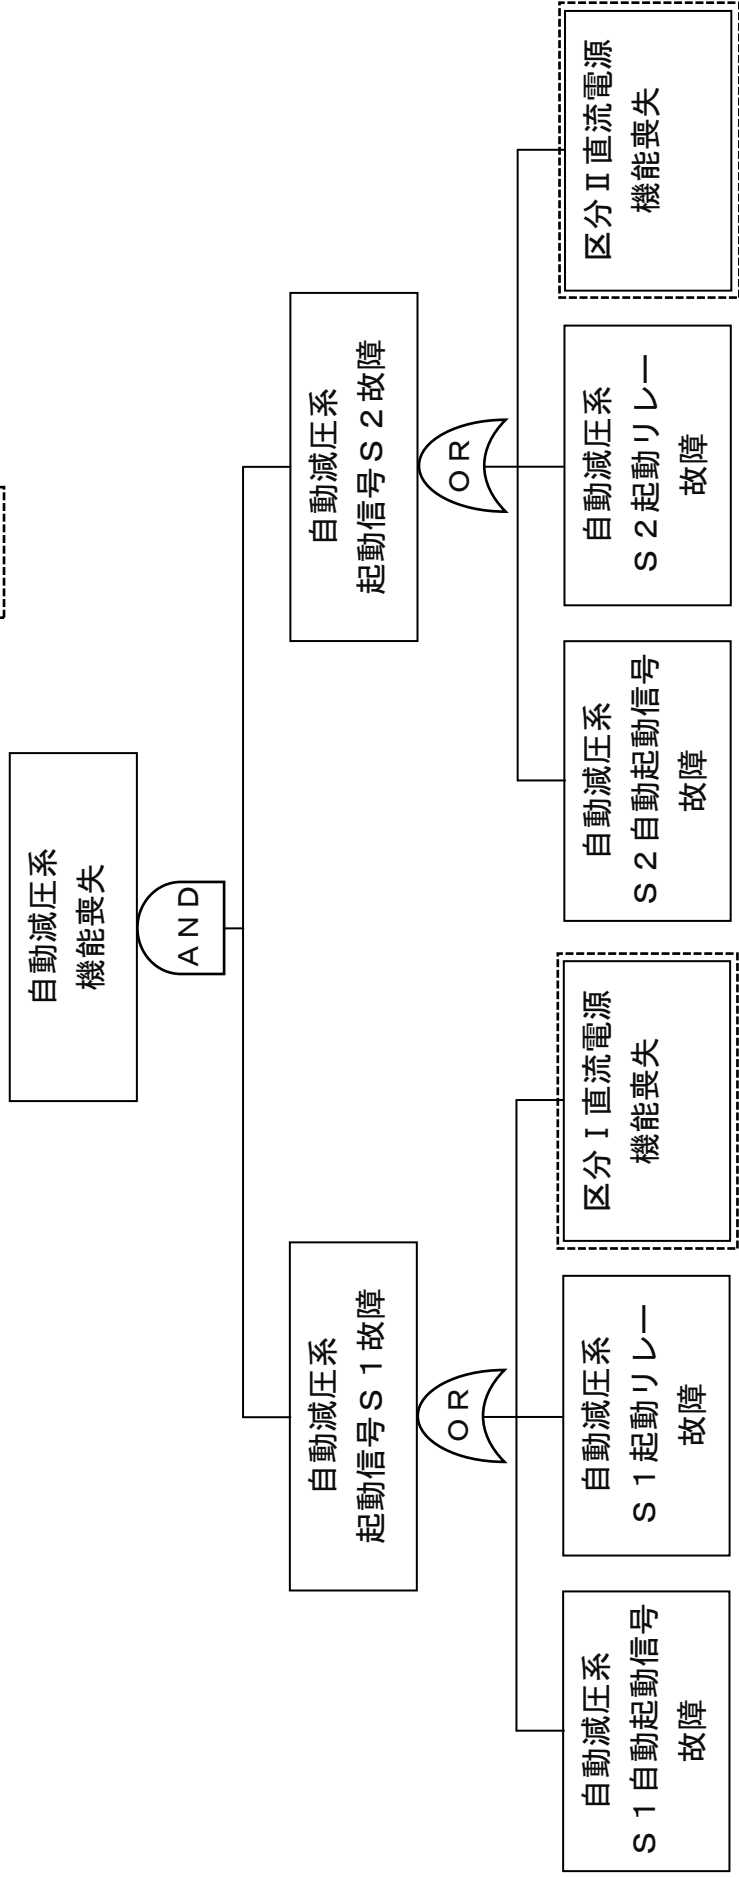 自動減圧系
機能喪失
AND
自動減圧系
起動信号S1故障
自動減圧系
起動信号S2故障
OR
OR
自動減圧系
S1自動起動信号
故障
自動減圧系
S1起動リレー
故障
区分Ⅰ直流電源
機能喪失
自動減圧系
S2自動起動信号
故障
自動減圧系
S2起動リレー
故障
区分Ⅱ直流電源
機能喪失